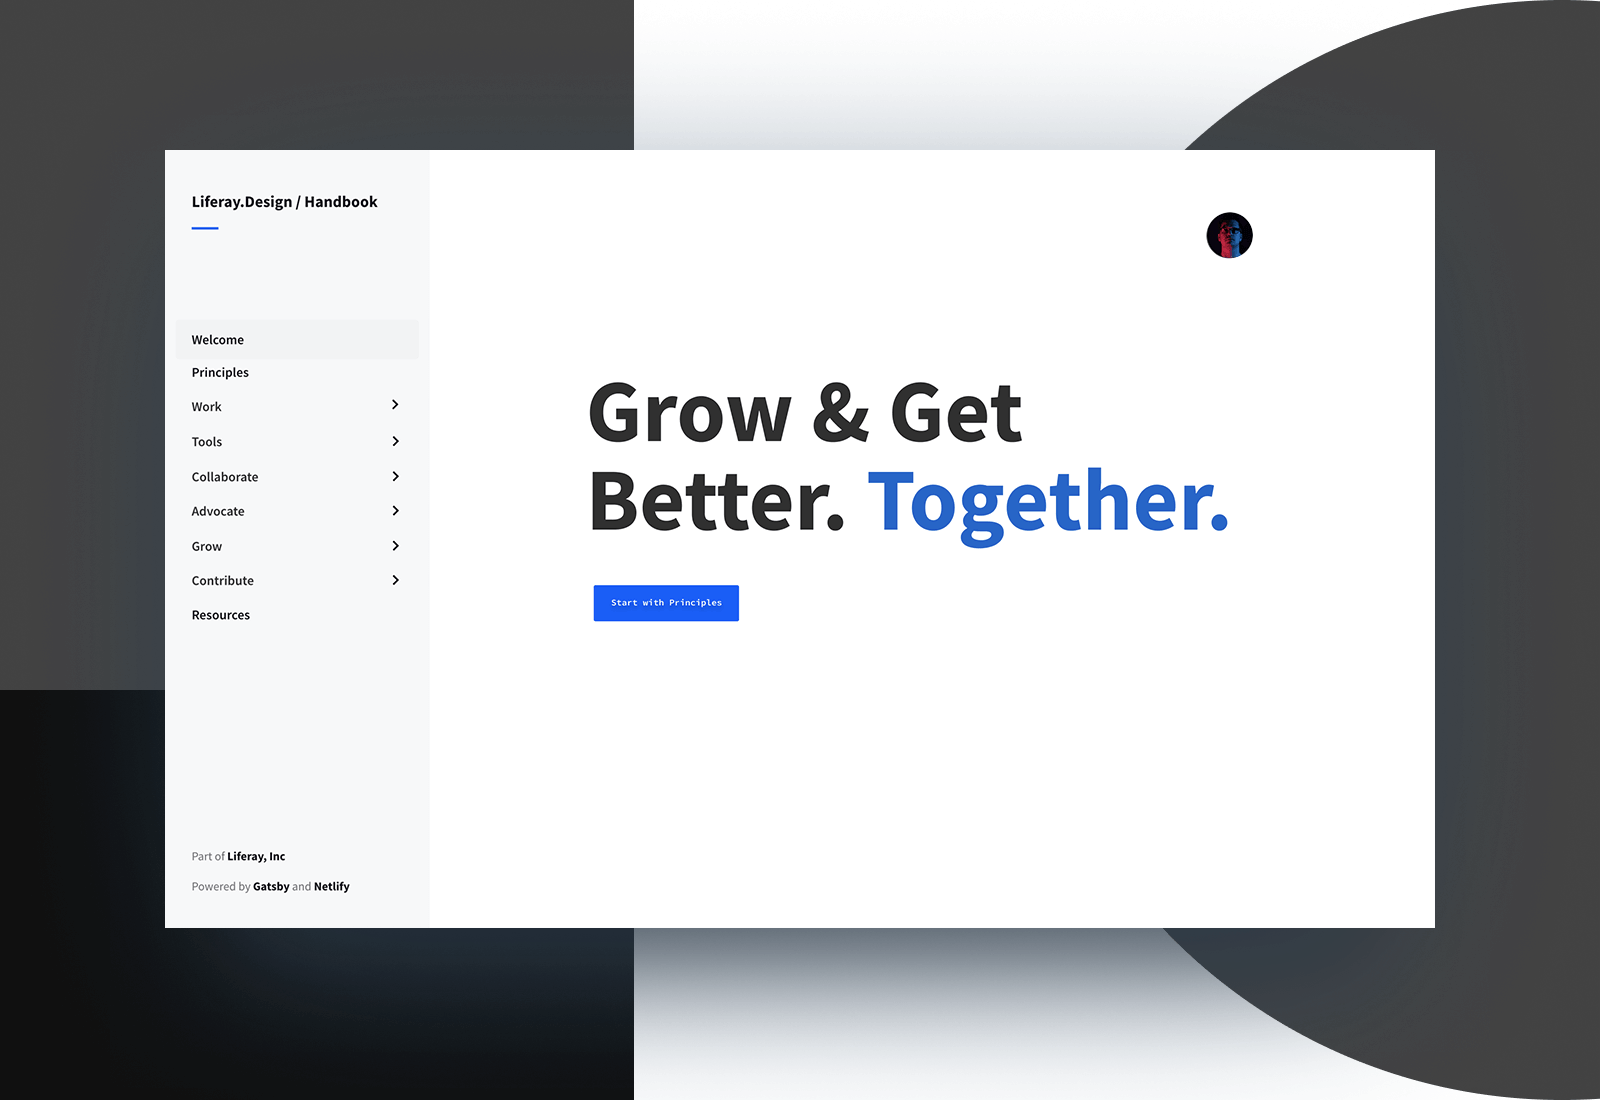 Liferay.Design / Handbook
Welcome
Principles
Work
Tools
Collaborate
Advocate
Grow
Contribute
Resources
Part of Liferay, Inc
Powered by Gatsby and Netlify
Grow & Get
Better. Together.
Start with Principles